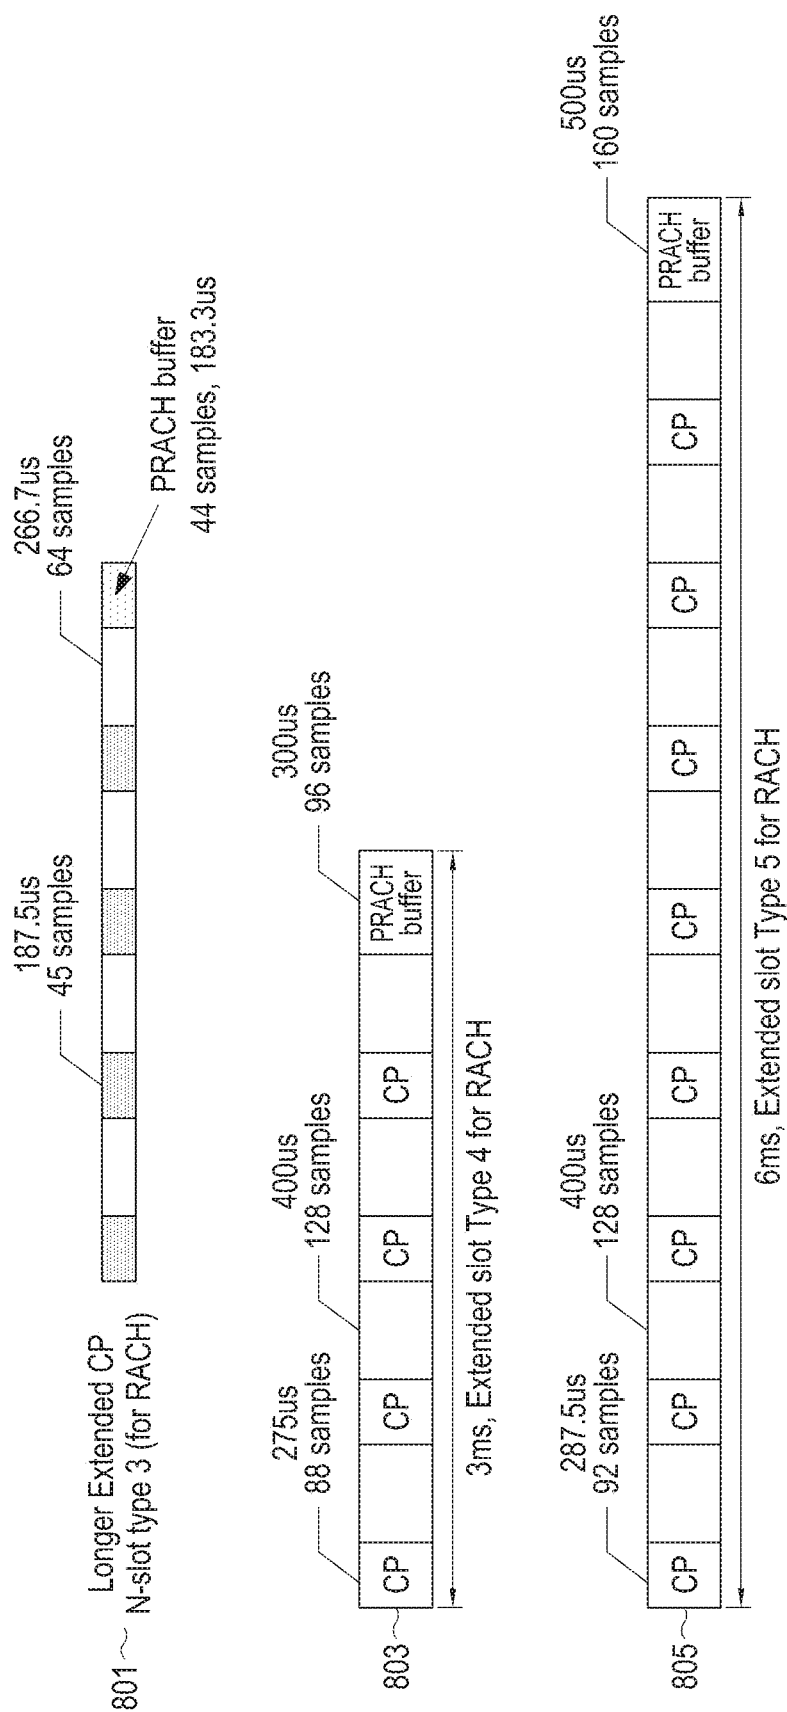 Longer Extended CP
N-slot type 3 (for RACH)
801
187.5us
45 samples
266.7us
64 samples
PRACH buffer
44 samples, 183.3us
803
275us
88 samples
400us
128 samples
300us
96 samples
CP
CP
CP
CP
PRACH
buffer
3ms, Extended slot Type 4 for RACH
805
287.5us
92 samples
400us
128 samples
500us
160 samples
CP
CP
CP
CP
CP
CP
CP
CP
PRACH
buffer
6ms, Extended slot Type 5 for RACH